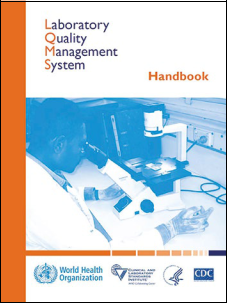 Laboratory
Quality
Management
System
Handbook
World Health
Organization
CLINICAL AND
LABORATORY
STANDARDS
INSTITUTE
CDC